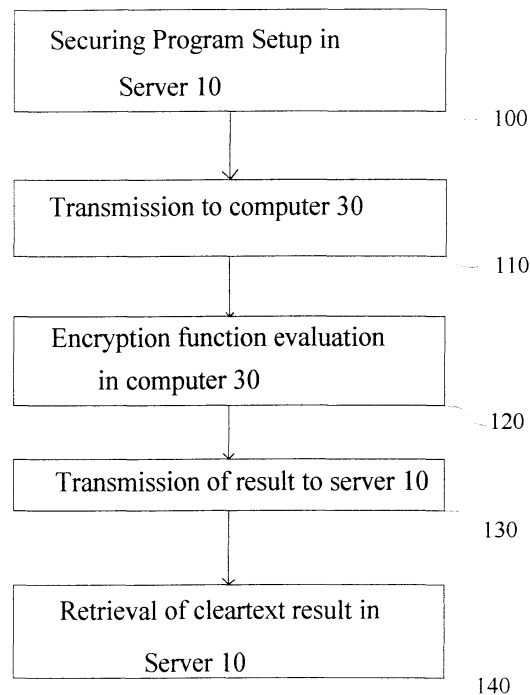 Securing Program Setup in
Server 10
100
Transmission to computer 30
110
Encryption function evaluation
in computer 30
120
Transmission of result to server 10
130
Retrieval of cleartext result in
Server 10
140